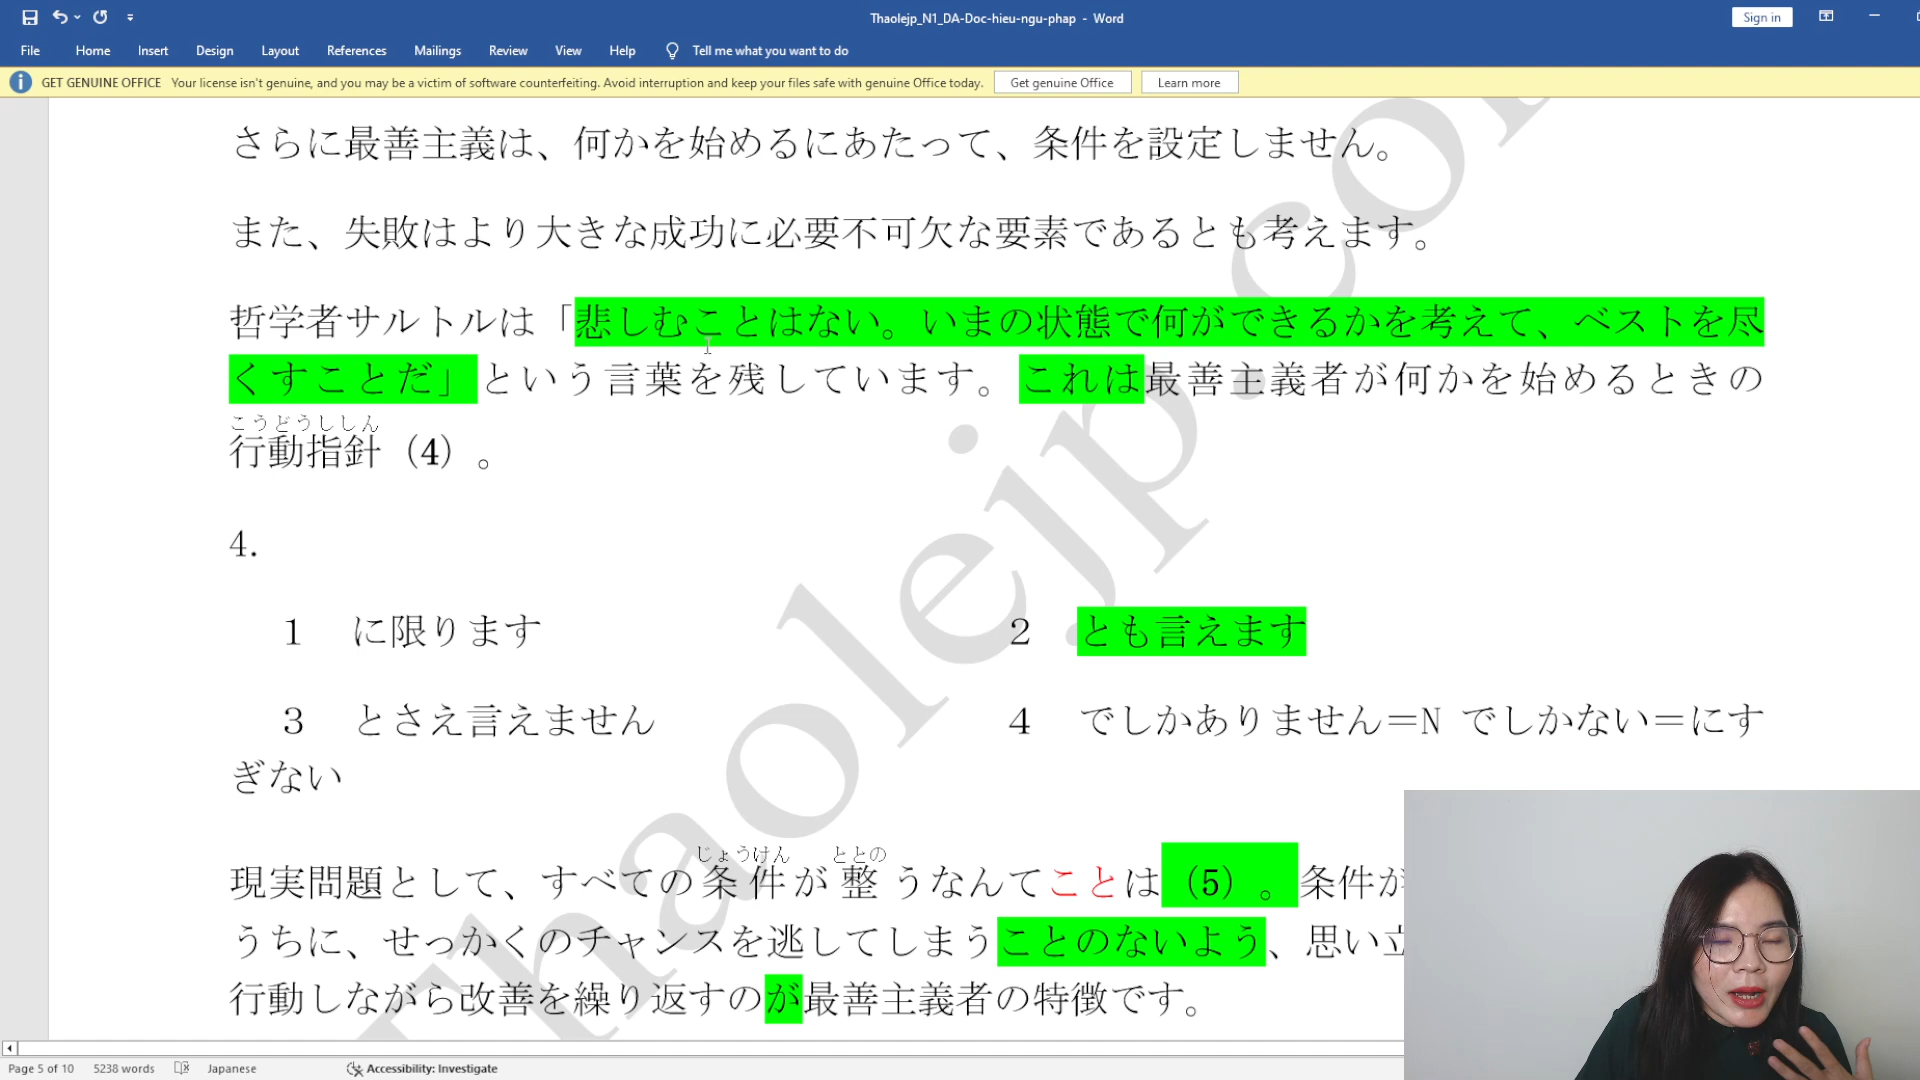 Thaolejp_N1_DA-Doc-hieu-ngu-phap - Word
Sign in
File Home Insert Design Layout References Mailings Review View Help Tell me what you want to do
GET GENUINE OFFICE Your license isn't genuine, and you may be a victim of software counterfeiting. Avoid interruption and keep your files safe with genuine Office today. Get genuine Office Learn more
さらに最善主義は、何かを始めるにあたって、条件を設定しません。
また、失敗はより大きな成功に必要不可欠な要素であるとも考えます。
哲学者サルトルは「悲しむことはない。いまの状態で何ができるかを考えて、ベストを尽
くすことだ」という言葉を残しています。これは最善主義者が何かを始めるときの
こうどうししん
行動指針（4）。
4.
1 に限ります 2 とも言えます
3 とさえ言えません 4 でしかありません＝N でしかない＝にす
ぎない
じょうけん ととの
現実問題として、すべての条件が整うなんてことは（5）。条件が
うちに、せっかくのチャンスを逃してしまうことのないよう、思い立
行動しながら改善を繰り返すのが最善主義者の特徴です。
Thaolejp.co
Page 5 of 10 5238 words Japanese Accessibility: Investigate